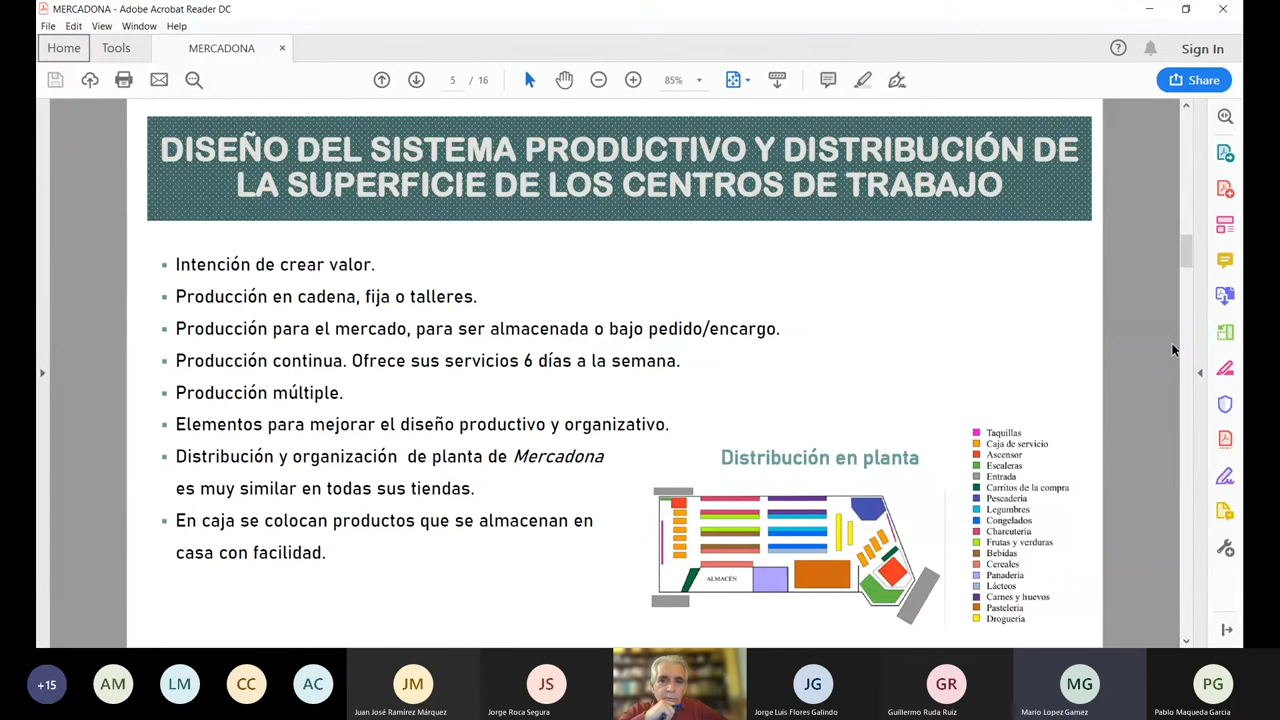 MERCADONA - Adobe Acrobat Reader DC
File Edit View Window Help
Home Tools MERCADONA × Sign In
5 / 16 85% Share
DISEÑO DEL SISTEMA PRODUCTIVO Y DISTRIBUCIÓN DE
LA SUPERFICIE DE LOS CENTROS DE TRABAJO
Intención de crear valor.
Producción en cadena, fija o talleres.
Producción para el mercado, para ser almacenada o bajo pedido/encargo.
Producción continua. Ofrece sus servicios 6 días a la semana.
Producción múltiple.
Elementos para mejorar el diseño productivo y organizativo.
Distribución y organización de planta de Mercadona
es muy similar en todas sus tiendas.
En caja se colocan productos que se almacenan en
casa con facilidad.
Distribución en planta
ALMACÉN
Taquillas
Caja de servicio
Ascensor
Escaleras
Entrada
Carritos de la compra
Pescadería
Legumbres
Congelados
Charcutería
Frutas y verduras
Bebidas
Cereales
Panadería
Lácteos
Carnes y huevos
Pastelería
Droguería
+15 AM LM CC AC JM JS JG GR MG PG
Juan José Ramírez Márquez Jorge Roca Segura Jorge Luis Flores Galindo Guillermo Ruda Ruiz Mario Lopez Gamez Pablo Maqueda Garcia